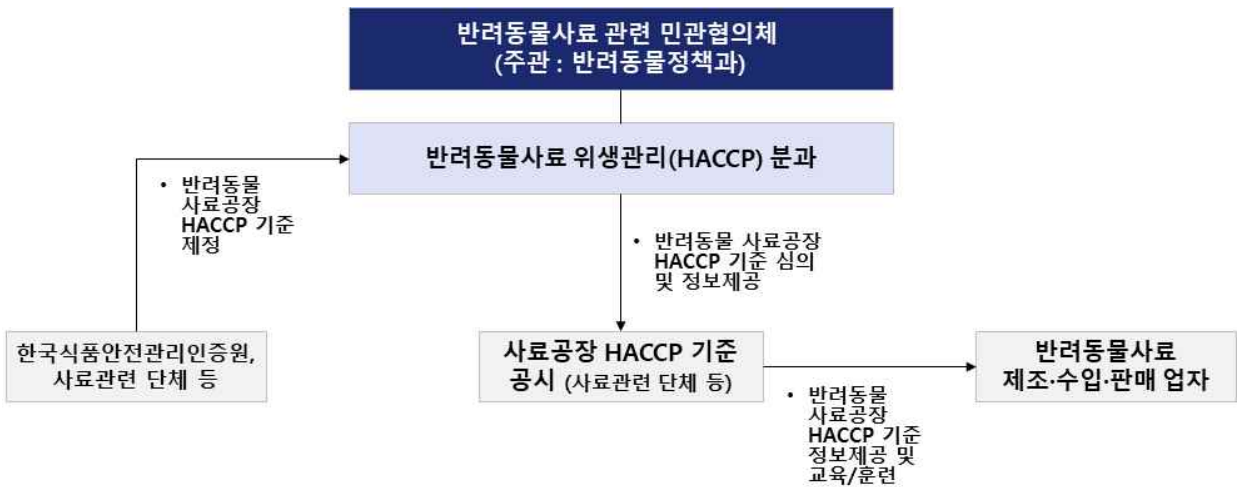 반려동물사료 관련 민관협의체
(주관 : 반려동물정책과)
반려동물사료 위생관리(HACCP) 분과
• 반려동물
사료공장
HACCP 기준
제정
• 반려동물 사료공장
HACCP 기준 심의
및 정보제공
한국식품안전관리인증원,
사료관련 단체 등
사료공장 HACCP 기준
공시 (사료관련 단체 등)
반려동물사료
제조·수입·판매 업자
• 반려동물
사료공장
HACCP 기준
정보제공 및
교육/훈련